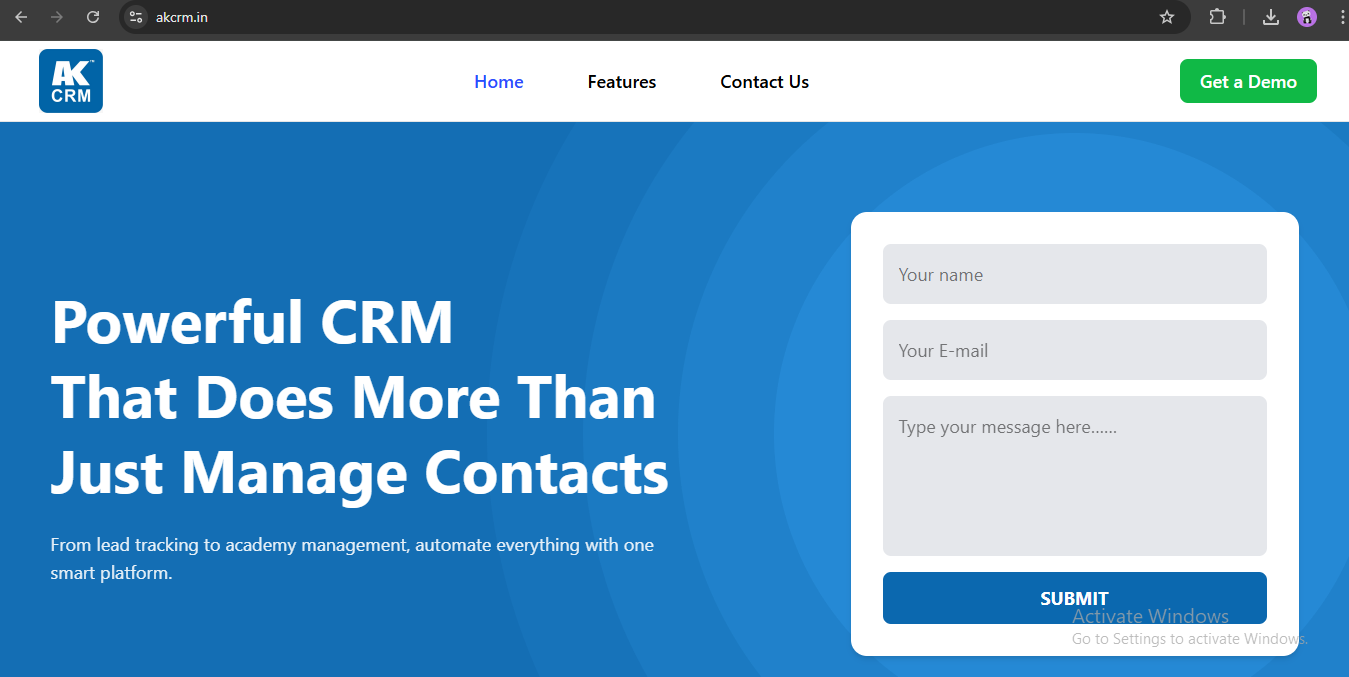 akcrm.in
AK™
CRM
Home
Features
Contact Us
Get a Demo
Powerful CRM
That Does More Than
Just Manage Contacts
From lead tracking to academy management, automate everything with one
smart platform.
Your name
Your E-mail
Type your message here......
SUBMIT
Activate Windows
Go to Settings to activate Windows.